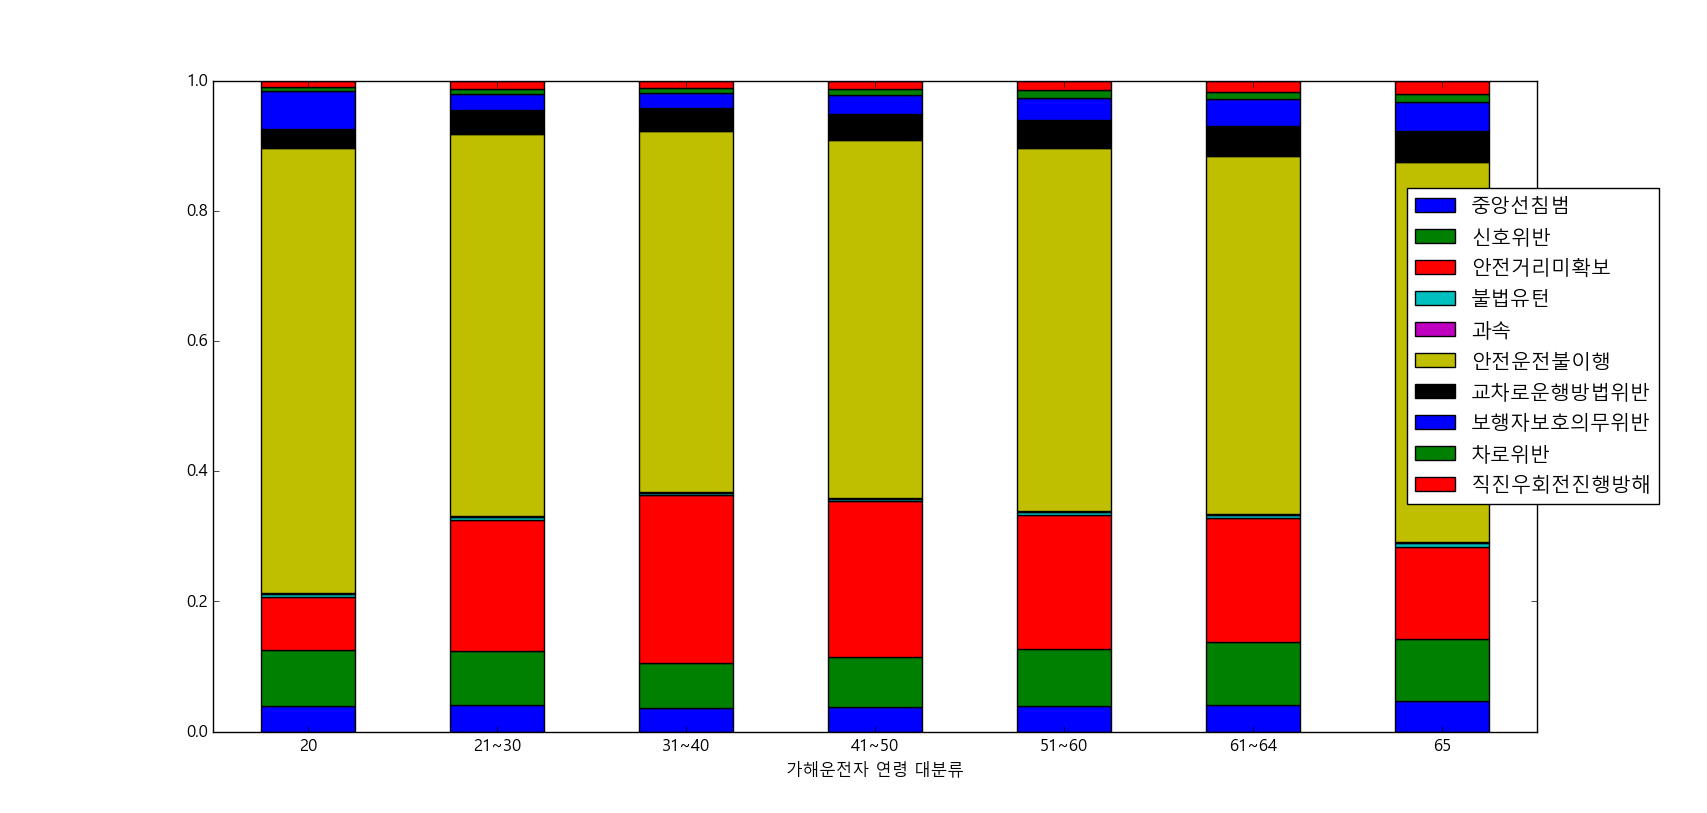 1.0
0.8
0.6
0.4
0.2
0.0
20
21~30
31~40
41~50
51~60
61~64
65
가해운전자 연령 대분류
중앙선침범
신호위반
안전거리미확보
불법유턴
과속
안전운전불이행
교차로운행방법위반
보행자보호의무위반
차로위반
직진우회전진행방해